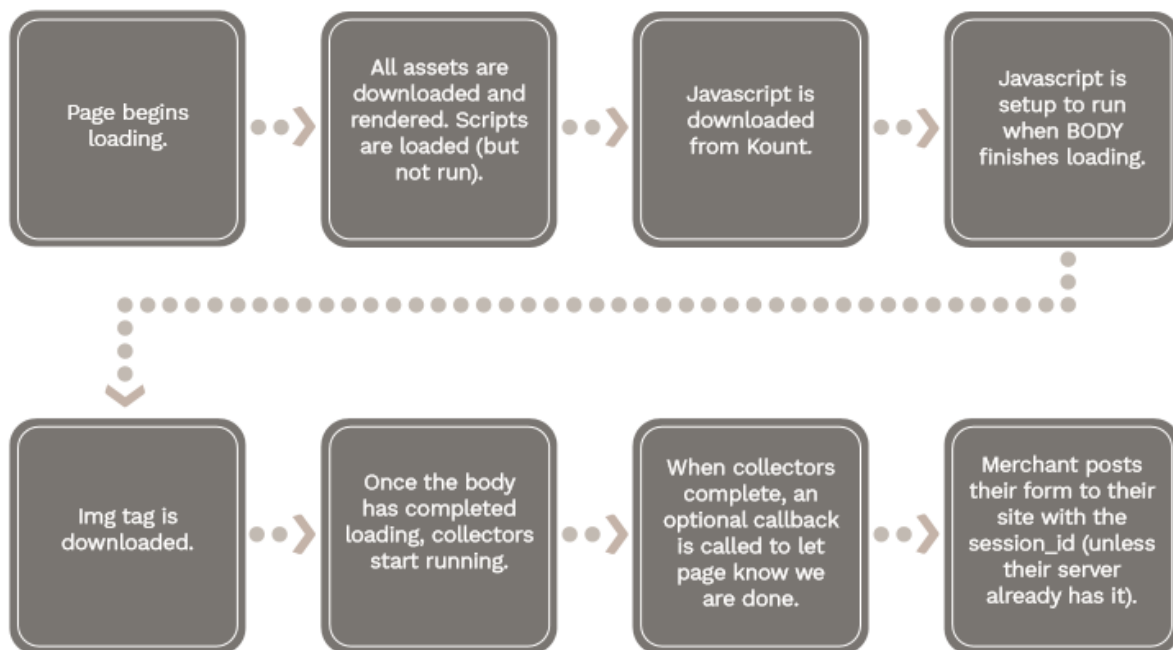 Page begins
loading.
All assets are
downloaded and
rendered. Scripts
are loaded (but
not run).
Javascript is
downloaded
from Kount.
Javascript is
setup to run
when BODY
finishes loading.
Img tag is
downloaded.
Once the body
has completed
loading, collectors
start running.
When collectors
complete, an
optional callback
is called to let
page know we
are done.
Merchant posts
their form to their
site with the
session_id (unless
their server
already has it).